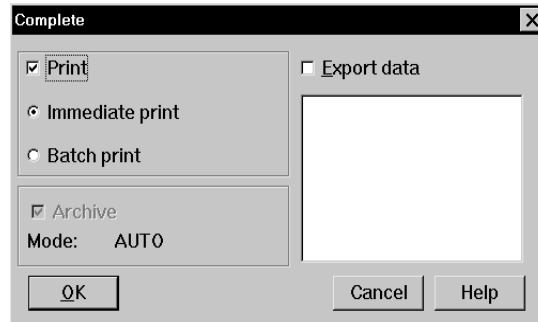 Complete
Print
Export data
Immediate print
Batch print
Archive
Mode: AUTO
OK
Cancel
Help